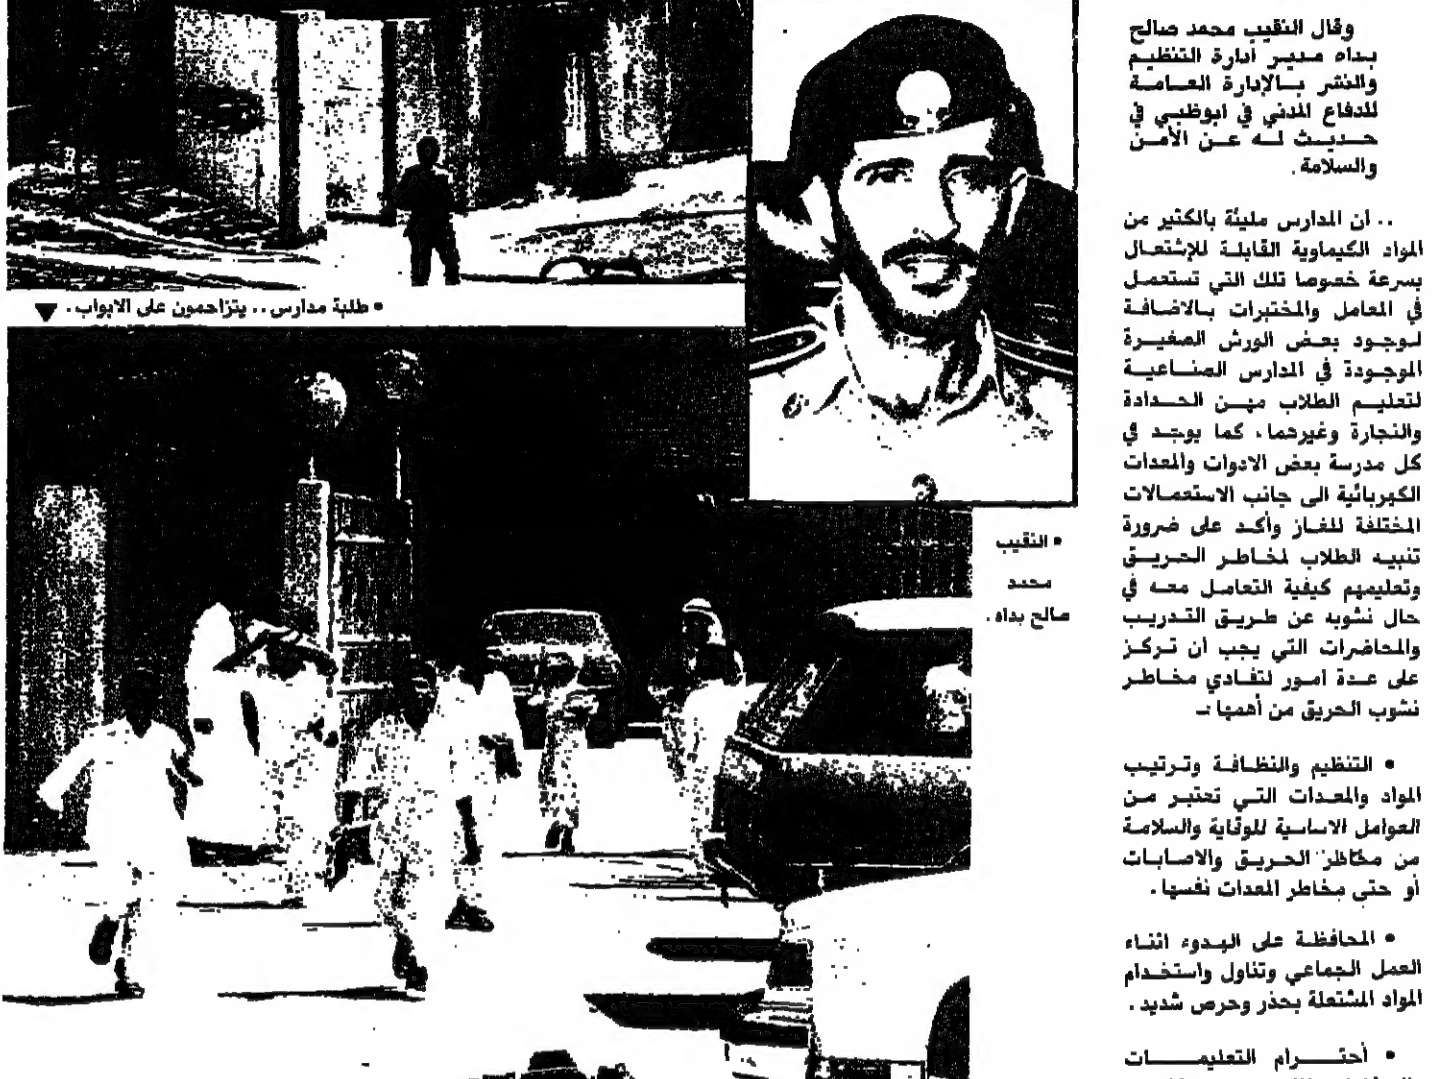 وقال النقيب محمد صالح
بداه مدير ادارة التنظيم
والنشر بالإدارة العامة
للدفاع المدني في ابوظبي في
حديث له عن الأمن
والسلامة.
.. ان المدارس مليئة بالكثير من
المواد الكيماوية القابلة للإشتعال
بسرعة خصوصا تلك التي تستعمل
في المعامل والمختبرات بالاضافة
لوجود بعض الورش الصغيرة
الموجودة في المدارس الصناعية
لتعليم الطلاب مهن الحدادة
والنجارة وغيرهما، كما يوجد في
كل مدرسة بعض الادوات والمعدات
الكهربائية الى جانب الاستعمالات
المختلفة للغاز وأكد على ضرورة
تنبيه الطلاب لمخاطر الحريق
وتعليمهم كيفية التعامل معه في
حال نشوبه عن طريق التدريب
والمحاضرات التي يجب أن تركز
على عدة امور لتفادي مخاطر
نشوب الحريق من أهمها :ـ
• التنظيم والنظافة وترتيب
المواد والمعدات التي تعتبر من
العوامل الاساسية للوقاية والسلامة
من مخاطر الحريق والاصابات
أو حتى مخاطر المعدات نفسها.
• المحافظة على الهدوء اثناء
العمل الجماعي وتناول واستخدام
المواد المشتعلة بحذر وحرص شديد.
• أحترام التعليمات
• النقيب
محمد
صالح بداه.
• طلبة مدارس.. يتزاحمون على الابواب.